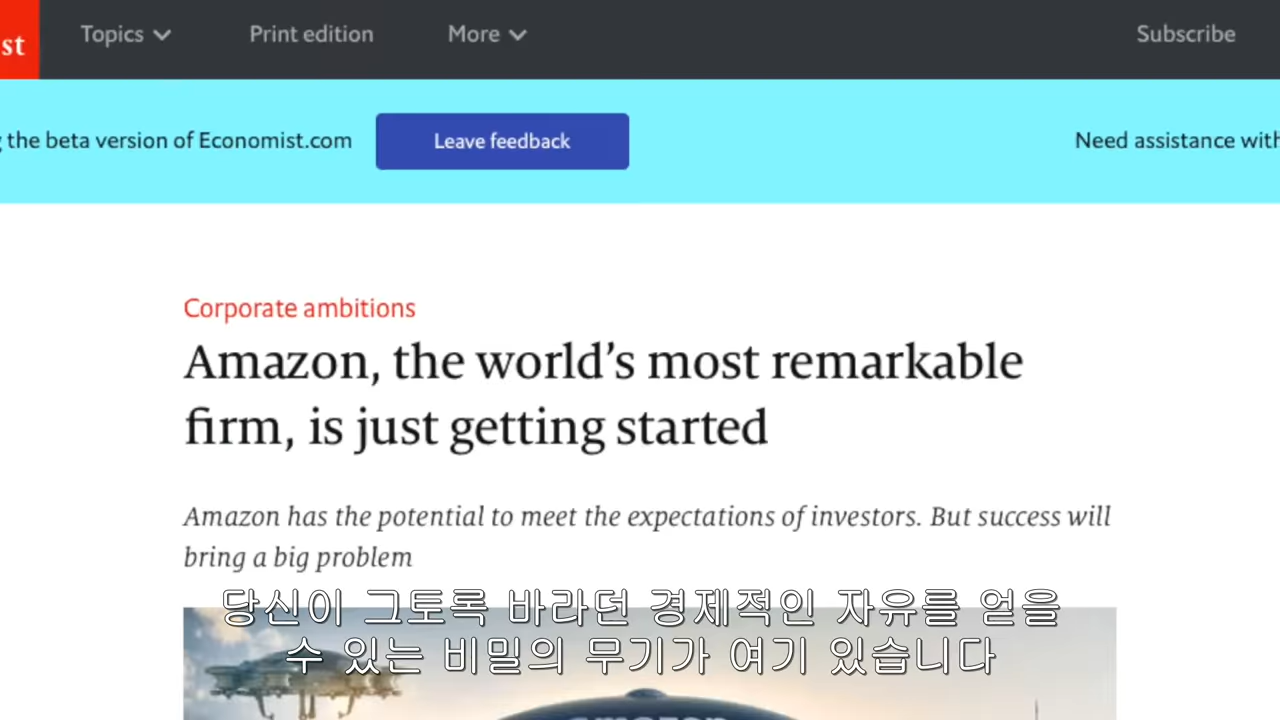 st Topics Print edition More Subscribe
the beta version of Economist.com Leave feedback Need assistance with
Corporate ambitions
Amazon, the world's most remarkable
firm, is just getting started
Amazon has the potential to meet the expectations of investors. But success will
bring a big problem
당신이 그토록 바라던 경제적인 자유를 얻을
수 있는 비밀의 무기가 여기 있습니다
amazon